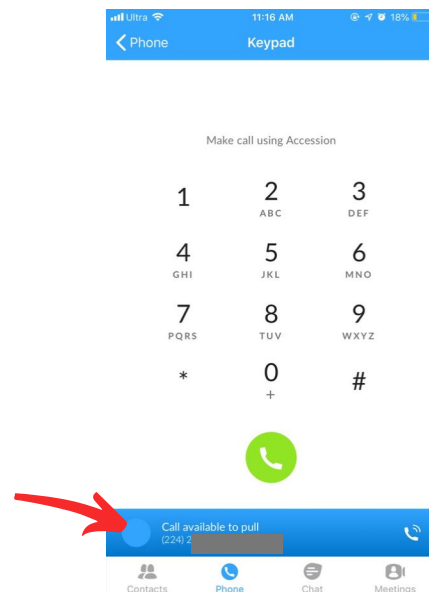 Ultra 11:16 AM 18%
Phone Keypad
Make call using Accession
1 2 3
ABC DEF
4 5 6
GHI JKL MNO
7 8 9
PQRS TUV WXYZ
* 0 #
+
Call available to pull
(224) 2
Contacts Phone Chat Meetings